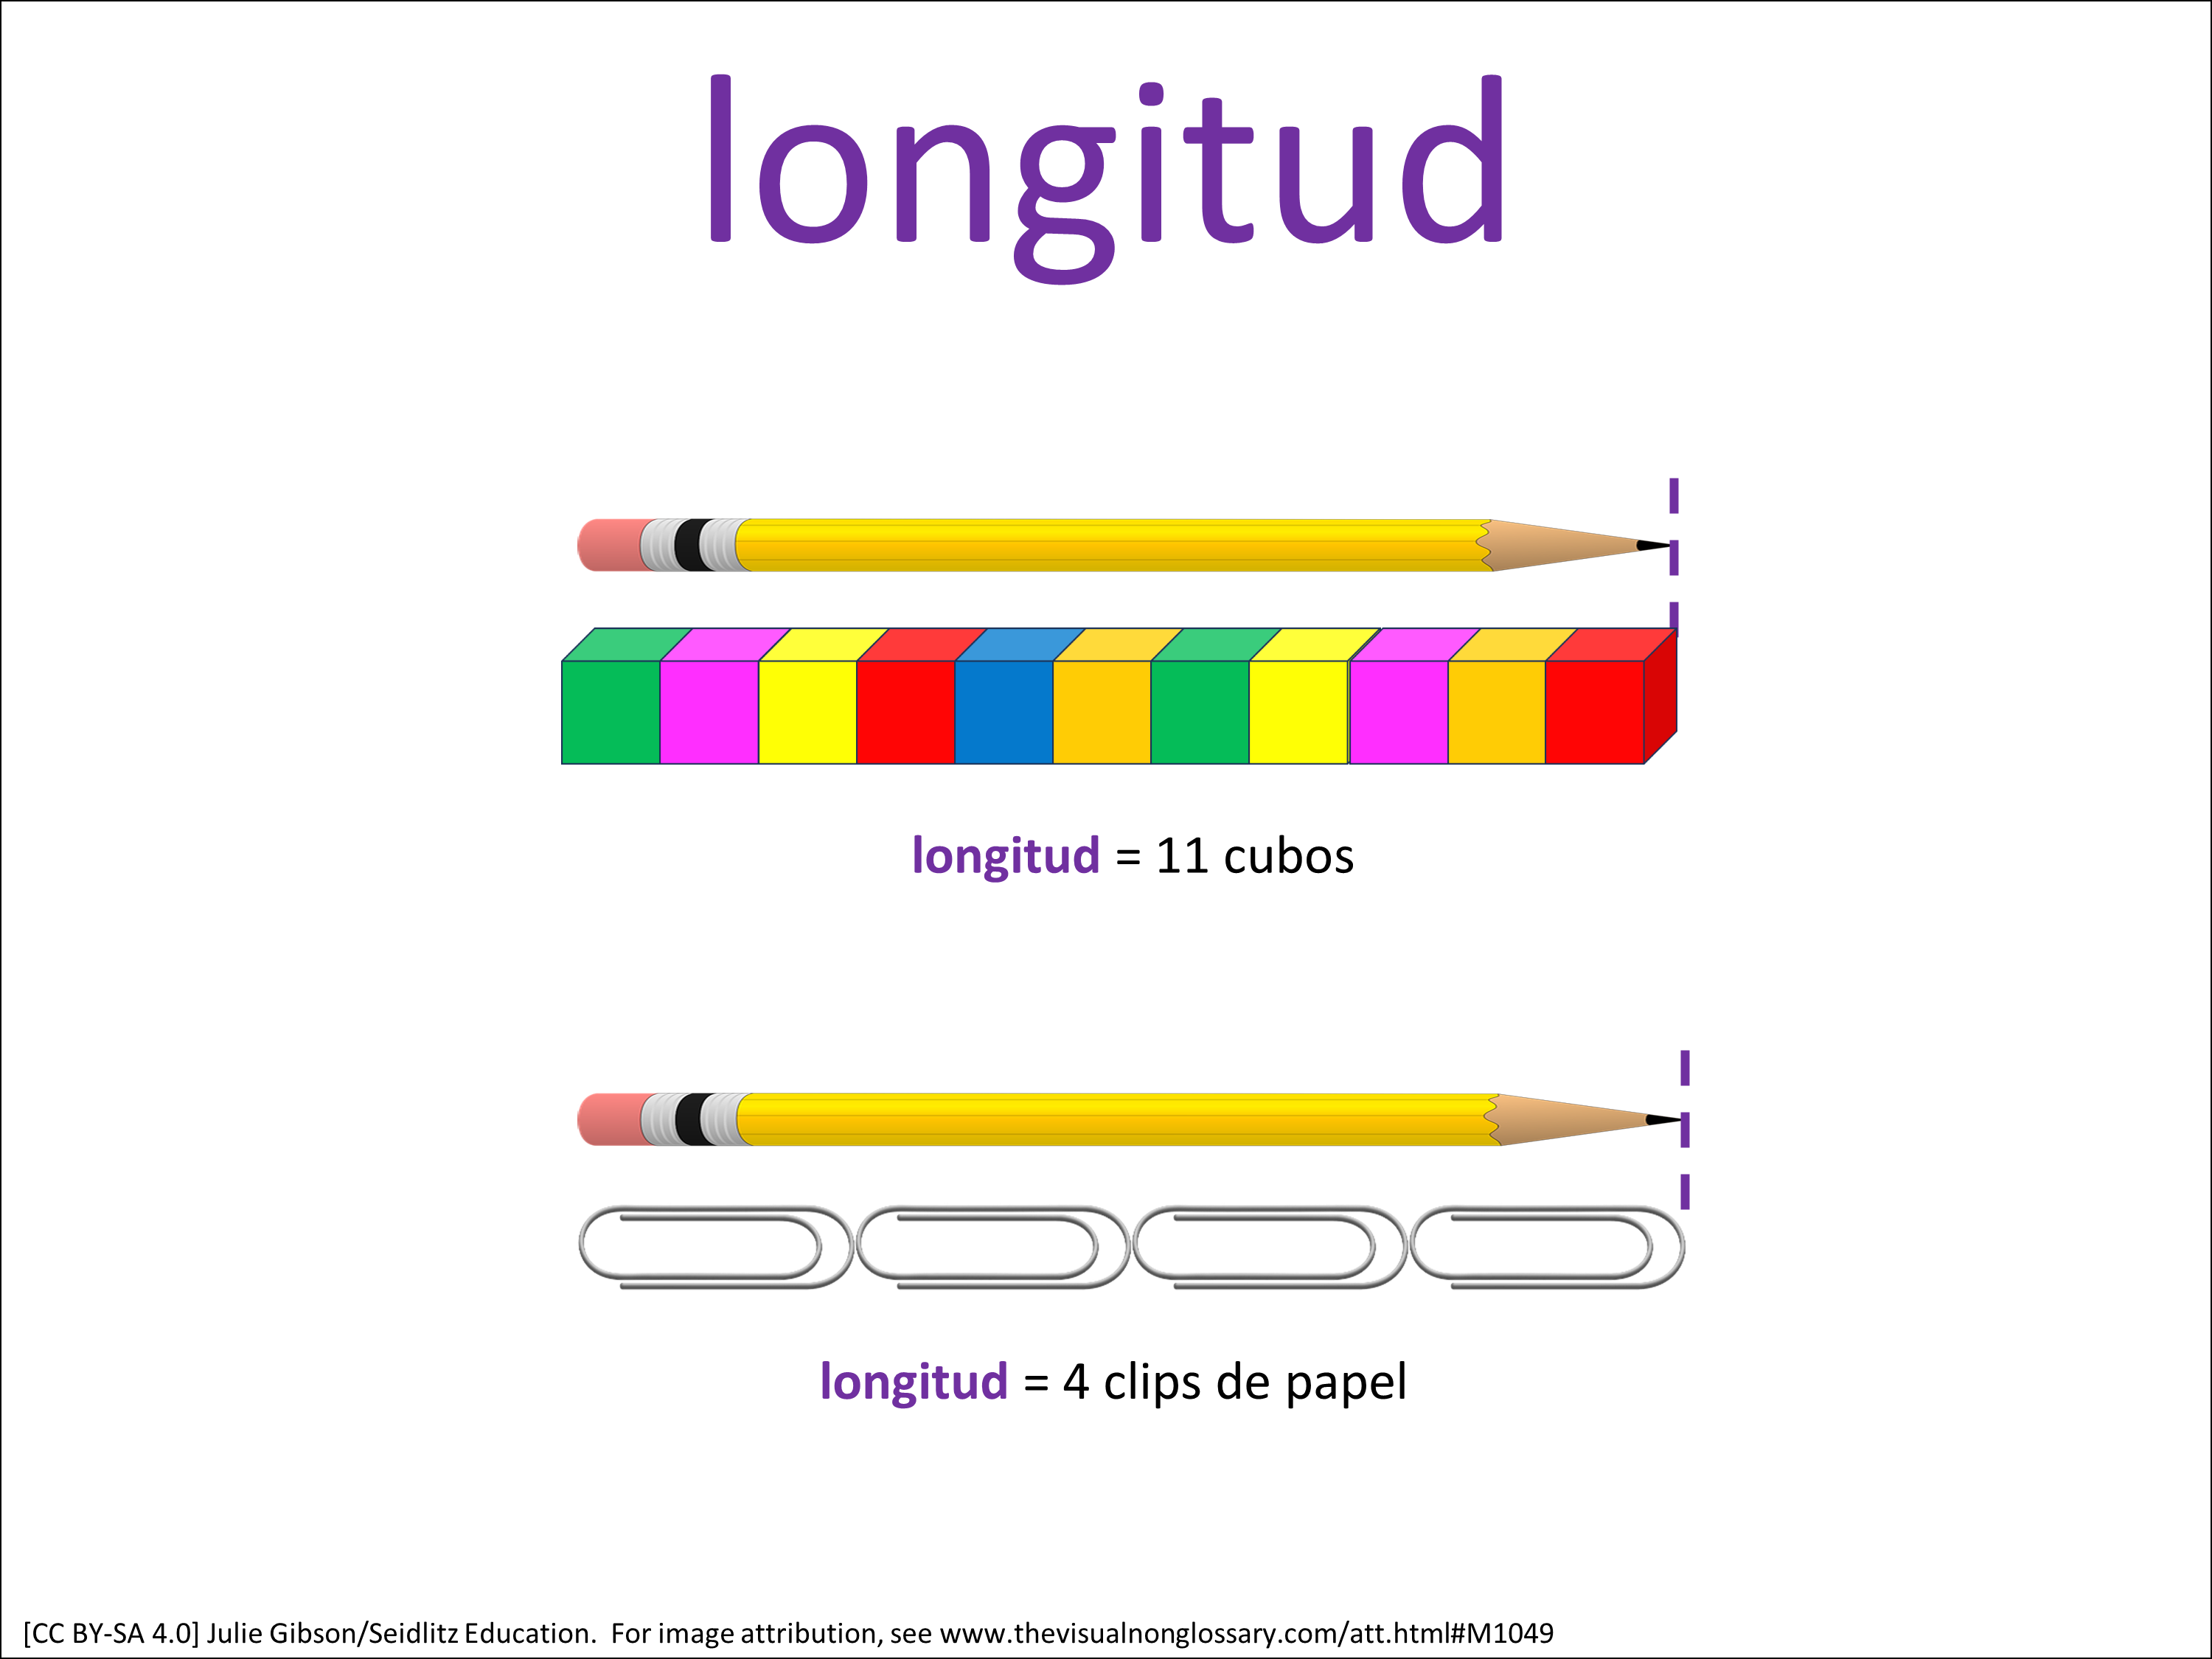 longitud
longitud = 11 cubos
longitud = 4 clips de papel
[CC BY-SA 4.0] Julie Gibson/Seidlitz Education.  For image attribution, see www.thevisualnonglossary.com/att.html#M1049